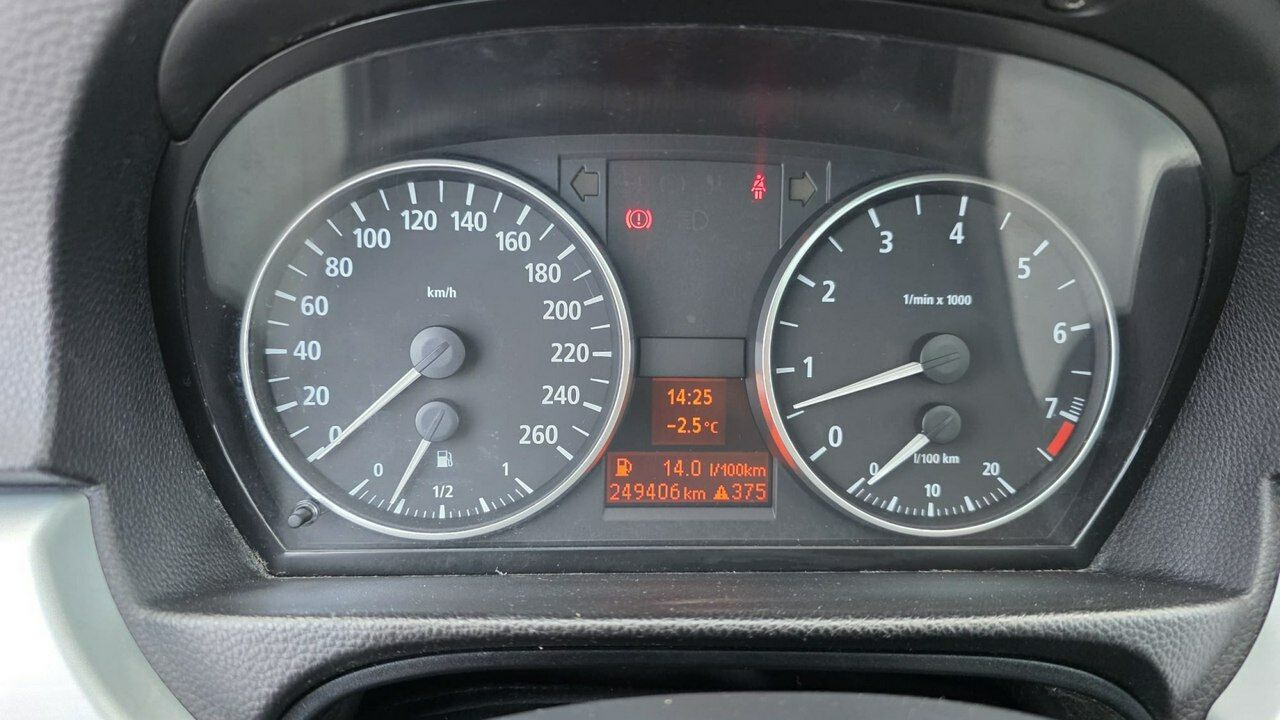 0 20 40 60 80 100 120 140 160 180 200 220 240 260
km/h
0 1/2 1
14:25
-2.5°C
14.0 l/100km
249406 km 375
0 1 2 3 4 5 6 7
1/min x 1000
l/100 km
0 10 20